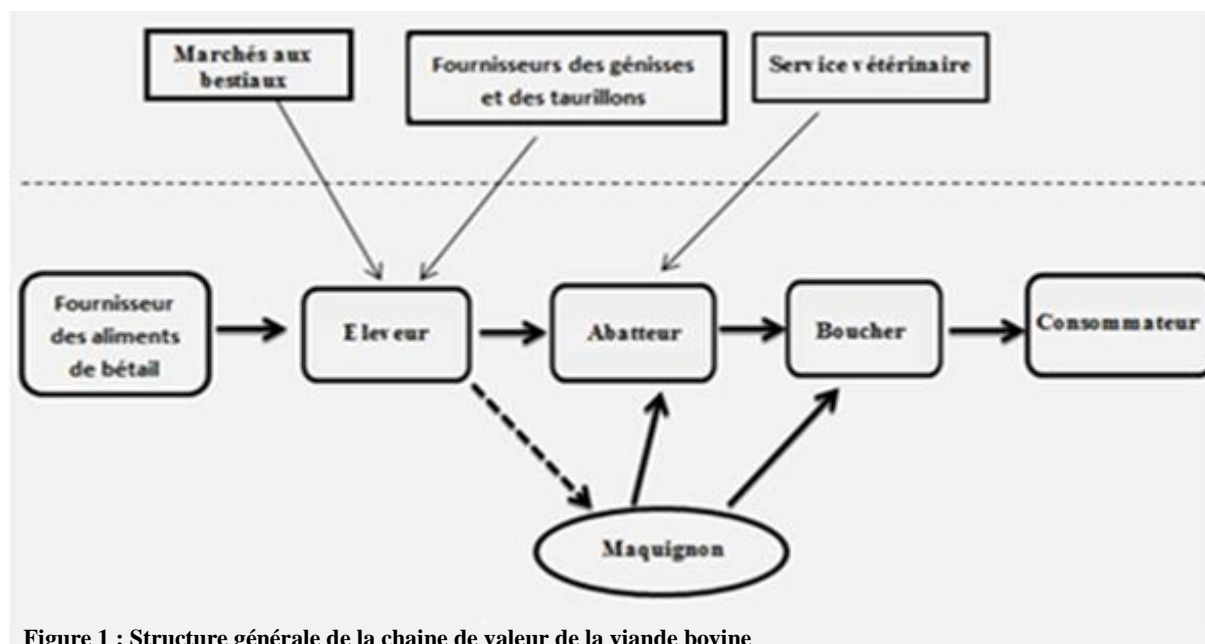 Marchés aux
bestiaux
Fournisseurs des génisses
et des taurillons
Service vétérinaire
Fournisseur
des aliments
de bétail
Eleveur
Abatteur
Boucher
Consommateur
Maquignon
Figure 1 : Structure générale de la chaine de valeur de la viande bovine